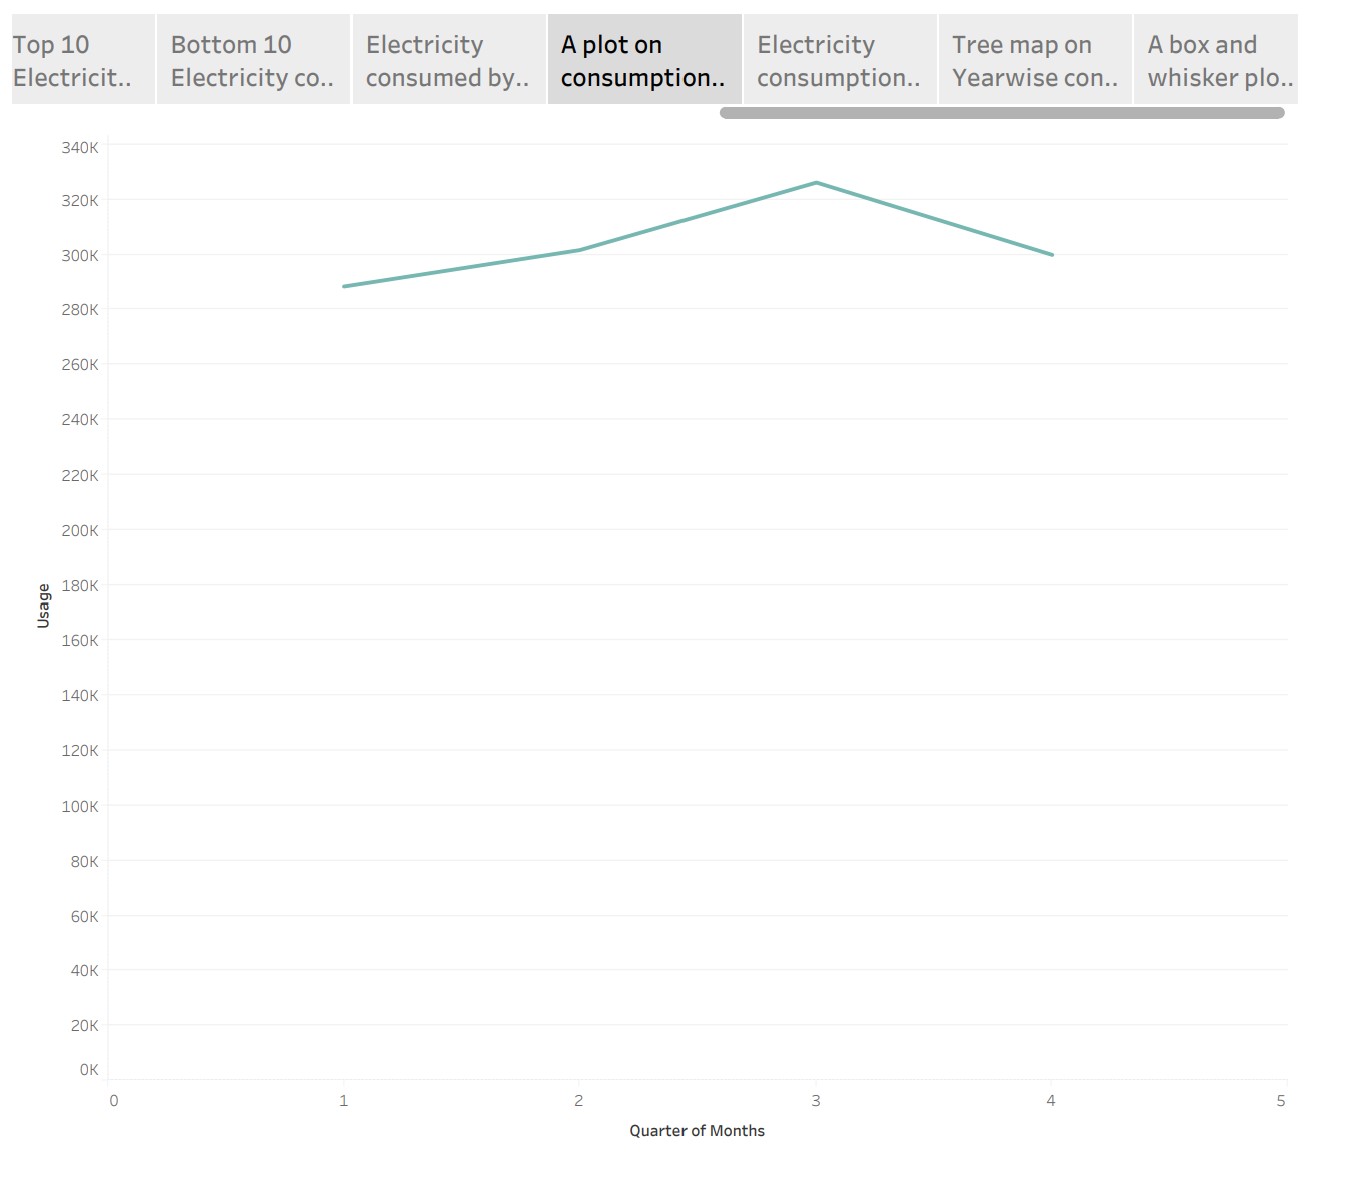 Top 10
Electricit..
Bottom 10
Electricity co..
Electricity
consumed by..
A plot on
consumption..
Electricity
consumption..
Tree map on
Yearwise con..
A box and
whisker plo..
340K
320K
300K
280K
260K
240K
220K
200K
180K
160K
140K
120K
100K
80K
60K
40K
20K
0K
Usage
0 1 2 3 4 5
Quarter of Months